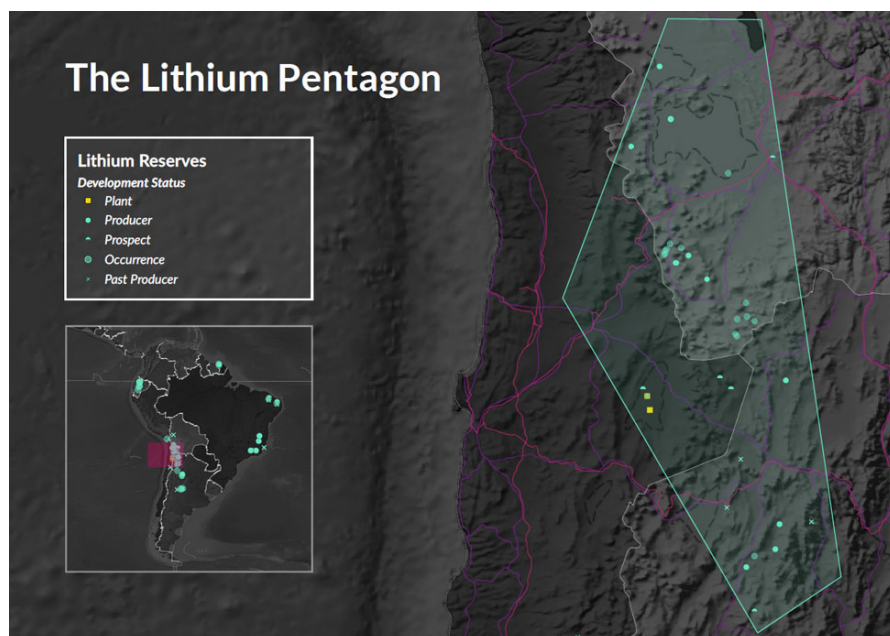 The Lithium Pentagon
Lithium Reserves
Development Status
Plant
Producer
Prospect
Occurrence
Past Producer